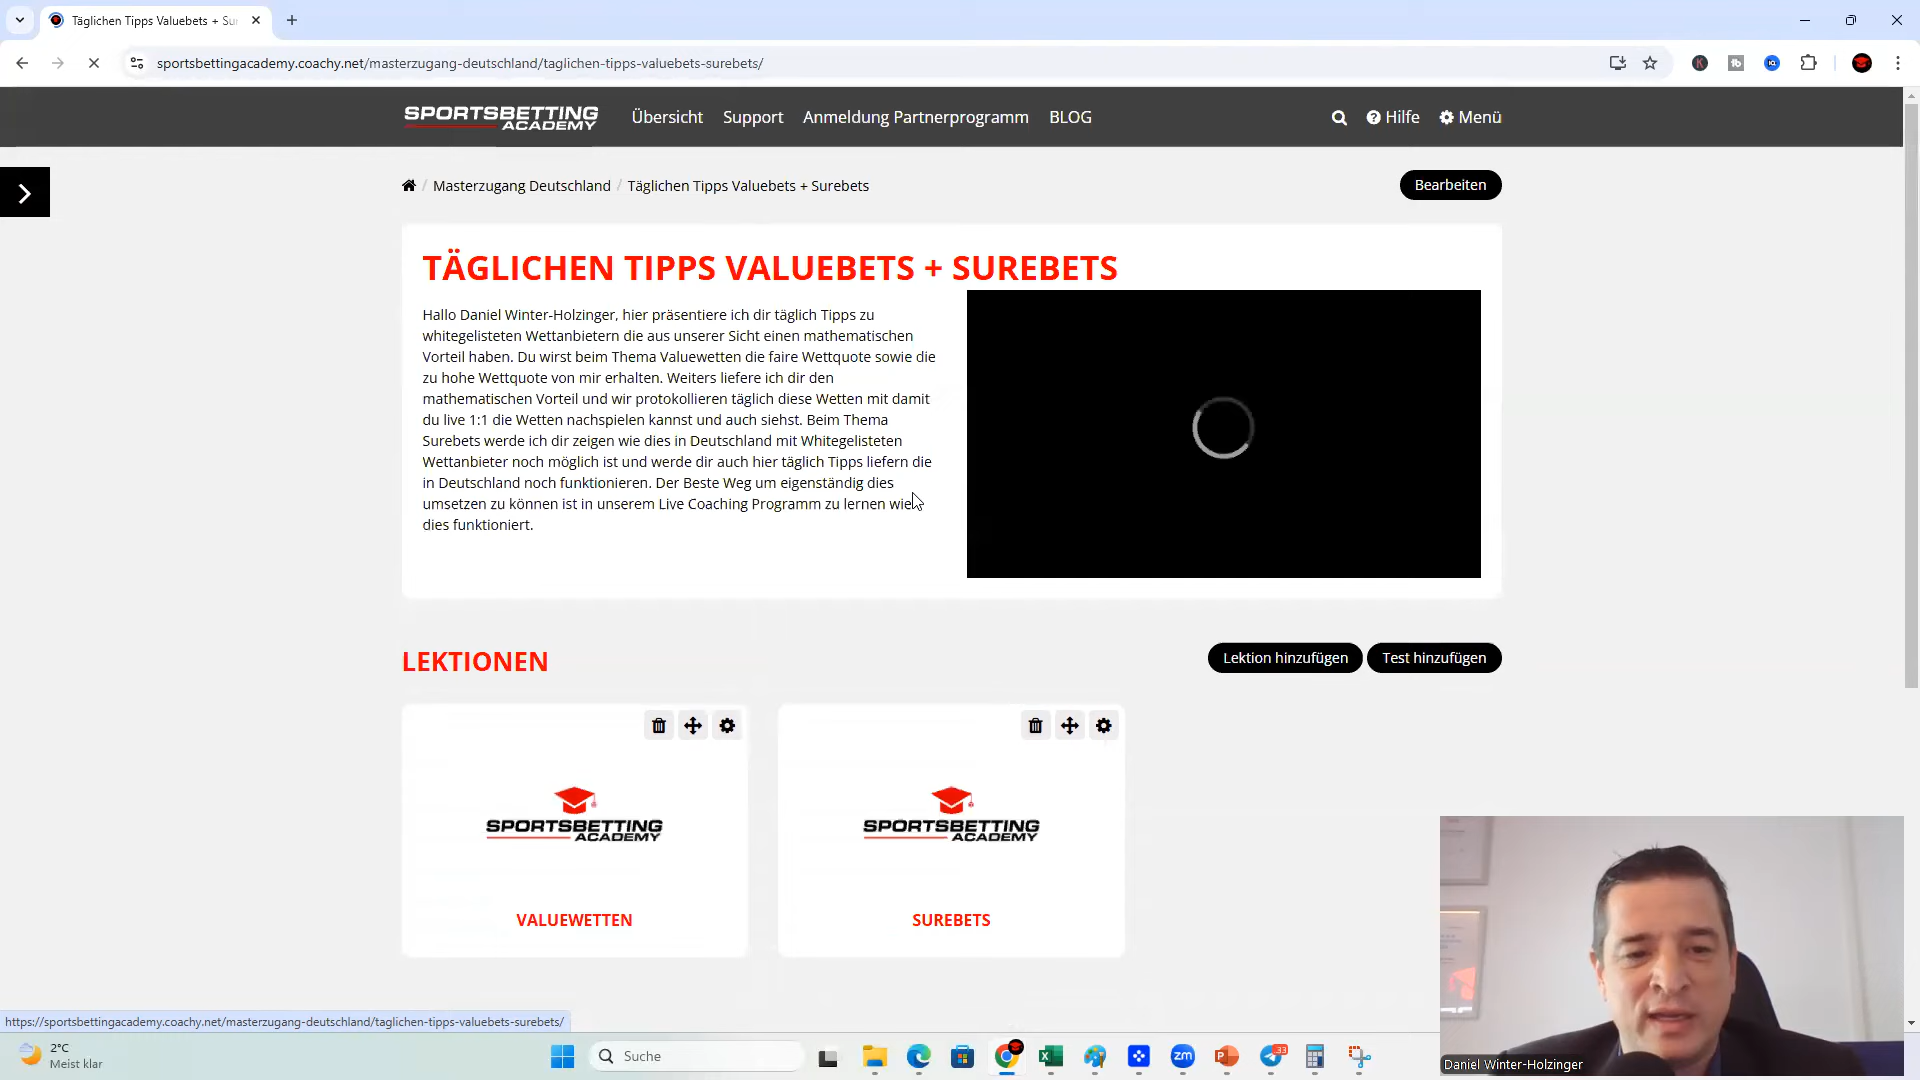 Täglichen Tipps Valuebets + Su
sportsbettingacademy.coachy.net/masterzugang-deutschland/taglichen-tipps-valuebets-surebets/
SPORTSBETTING
ACADEMY
Übersicht
Support
Anmeldung Partnerprogramm
BLOG
Hilfe
Menü
/ Masterzugang Deutschland / Täglichen Tipps Valuebets + Surebets
Bearbeiten
TÄGLICHEN TIPPS VALUEBETS + SUREBETS
Hallo Daniel Winter-Holzinger, hier präsentiere ich dir täglich Tipps zu
whitegelisteten Wettanbietern die aus unserer Sicht einen mathematischen
Vorteil haben. Du wirst beim Thema Valuewetten die faire Wettquote sowie die
zu hohe Wettquote von mir erhalten. Weiters liefere ich dir den
mathematischen Vorteil und wir protokollieren täglich diese Wetten mit damit
du live 1:1 die Wetten nachspielen kannst und auch siehst. Beim Thema
Surebets werde ich dir zeigen wie dies in Deutschland mit Whitegelisteten
Wettanbieter noch möglich ist und werde dir auch hier täglich Tipps liefern die
in Deutschland noch funktionieren. Der Beste Weg um eigenständig dies
umsetzen zu können ist in unserem Live Coaching Programm zu lernen wie
dies funktioniert.
LEKTIONEN
Lektion hinzufügen
Test hinzufügen
SPORTSBETTING
ACADEMY
VALUEWETTEN
SPORTSBETTING
ACADEMY
SUREBETS
https://sportsbettingacademy.coachy.net/masterzugang-deutschland/taglichen-tipps-valuebets-surebets/
2°C
Meist klar
Suche
zm
33
Daniel Winter-Holzinger